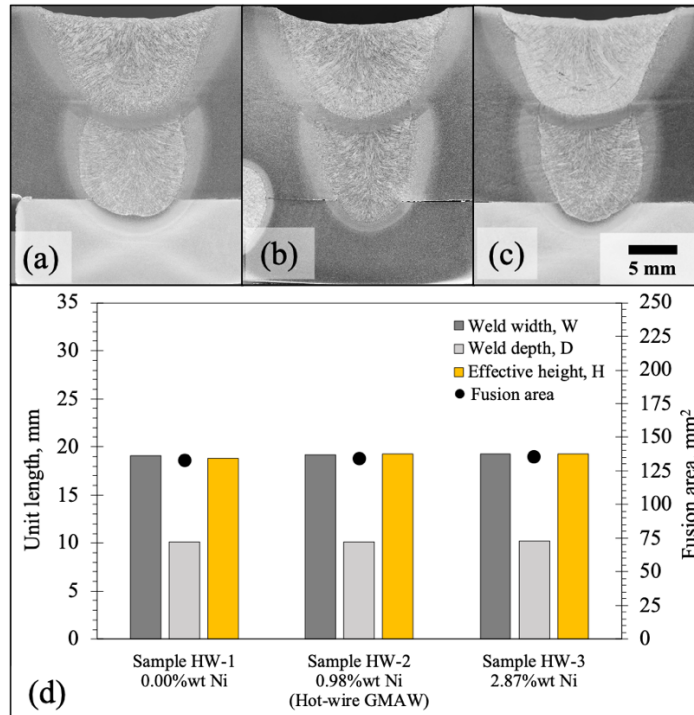 (a)
(b)
(c)
5 mm
35
30
25
20
15
10
5
0
Unit length, mm
250
225
200
175
150
125
100
75
50
25
0
Fusion area, mm²
Weld width, W
Weld depth, D
Effective height, H
Fusion area
Sample HW-1
0.00%wt Ni
Sample HW-2
0.98%wt Ni
(Hot-wire GMAW)
Sample HW-3
2.87%wt Ni
(d)